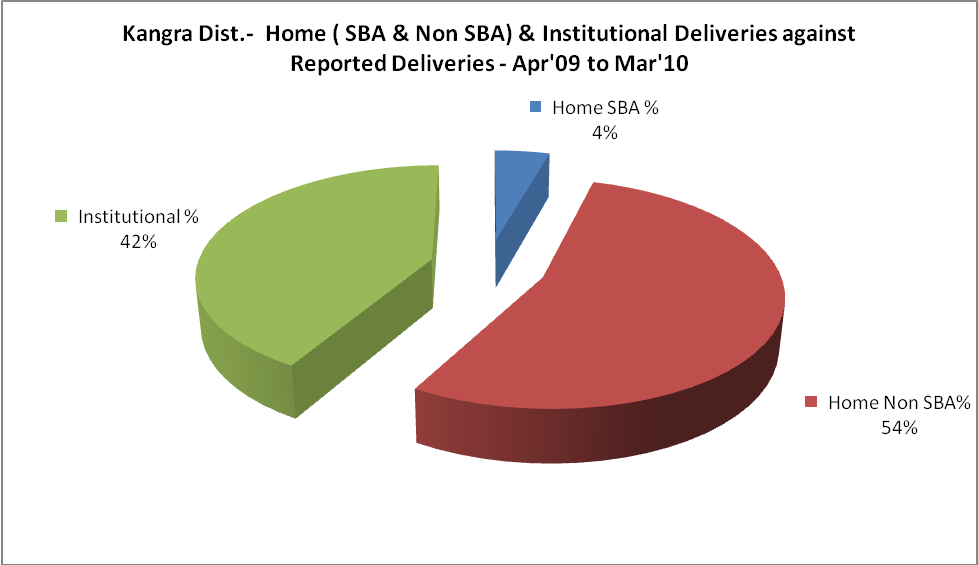 Kangra Dist.-  Home ( SBA & Non SBA) & Institutional Deliveries against
Reported Deliveries - Apr'09 to Mar'10
Home SBA %
4%
Institutional %
42%
Home Non SBA%
54%